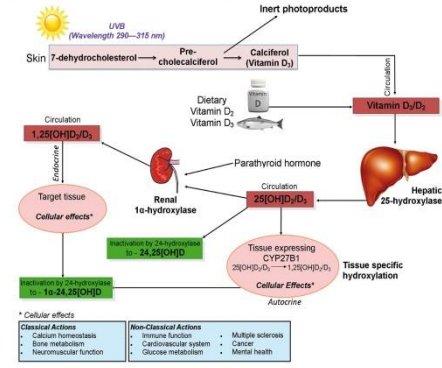 Inert photoproducts
UVB
(Wavelength 290—315 nm)
Skin
7-dehydrocholesterol
Pre-
cholecalciferol
Calciferol
(Vitamin D₃)
Circulation
Vitamin
D
Dietary
Vitamin D₂
Vitamin D₃
Vitamin D₃/D₂
Circulation
1,25[OH]D₂/D₃
Endocrine
Parathyroid hormone
Renal
1α-hydroxylase
Hepatic
25-hydroxylase
Circulation
25[OH]D₂/D₃
Target tissue
Cellular effects*
Inactivation by 24-hydroxylase
to - 24,25[OH]D
Tissue expressing
CYP27B1
25[OH]D₂/D₃ 1,25[OH]D₂/D₃
Cellular Effects*
Tissue specific
hydroxylation
Inactivation by 24-hydroxylase
to - 1α-24,25[OH]D
Autocrine
* Cellular effects
Classical Actions
• Calcium homeostasis
• Bone metabolism
• Neuromuscular function
Non-Classical Actions
• Immune function
• Cardiovascular system
• Glucose metabolism
• Multiple sclerosis
• Cancer
• Mental health